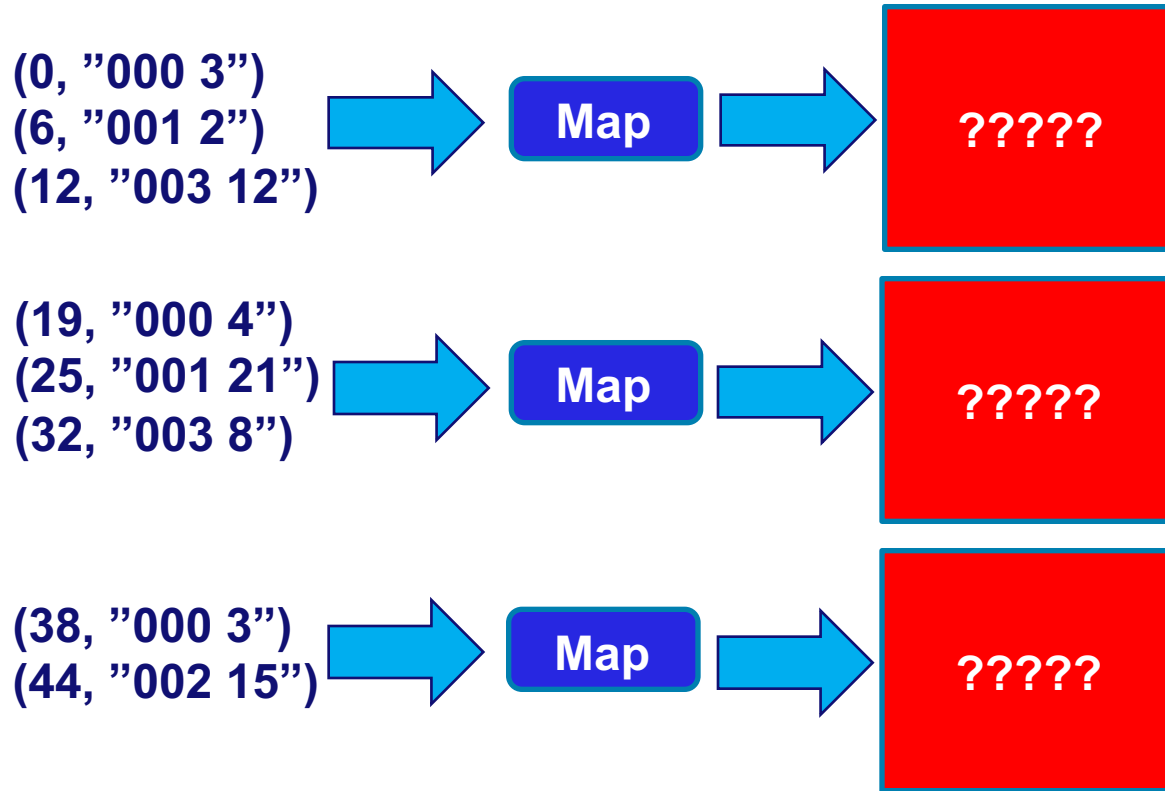 (0, ”000 3”)
(6, ”001 2”)
(12, ”003 12”)
Map
?????
(19, ”000 4”)
(25, ”001 21”)
(32, ”003 8”)
Map
?????
(38, ”000 3”)
(44, ”002 15”)
Map
?????